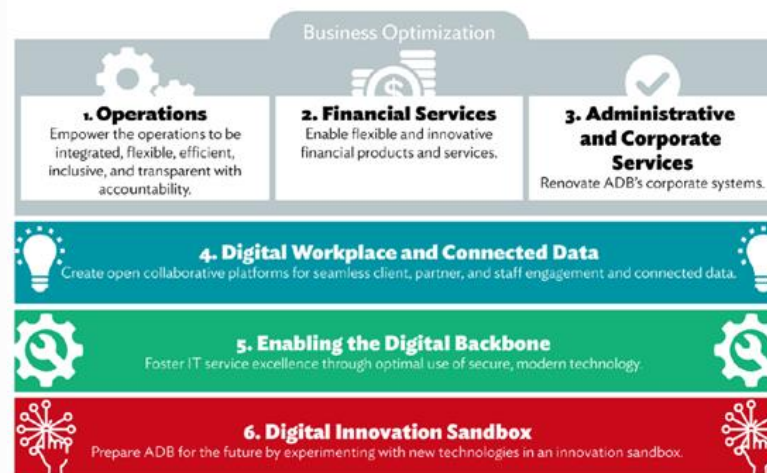 Business Optimization
1. Operations
Empower the operations to be
integrated, flexible, efficient,
inclusive, and transparent with
accountability.
2. Financial Services
Enable flexible and innovative
financial products and services.
3. Administrative
and Corporate
Services
Renovate ADB's corporate systems.
4. Digital Workplace and Connected Data
Create open collaborative platforms for seamless client, partner, and staff engagement and connected data.
5. Enabling the Digital Backbone
Foster IT service excellence through optimal use of secure, modern technology.
6. Digital Innovation Sandbox
Prepare ADB for the future by experimenting with new technologies in an innovation sandbox.